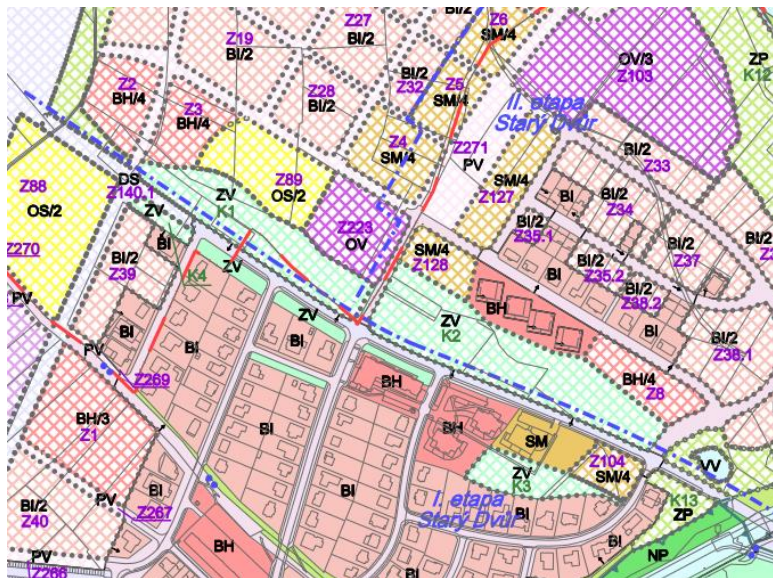 Z27
BI/2
Z19
BI/2
BI/2
Z6
SM/4
Z2
BH/4
Z3
BH/4
Z28
BI/2
BI/2
Z32
Z5
SM/4
OV/3
Z103
ZP
K12
II. etapa
Starý Dvůr
Z4
SM/4
Z271
PV
BI/2
Z33
Z88
OS/2
DS
Z140.1
ZV
K1
Z89
OS/2
SM/4
Z127
BI
BI/2
Z34
ZV
Z223
OV
BI/2
Z35.1
BI/2
Z37
Z270
BI/2
Z39
BI
K4
ZV
SM/4
Z128
BI
BI/2
Z35.2
BI/2
Z38.2
PV
BI
BI
ZV
BI
ZV
K2
BH
BI
BI/2
Z38.1
PV
Z269
BH
BH/4
Z8
BH/3
Z1
BI
BI
BH
SM
Z104
SM/4
VV
ZV
K3
BI
PV
BI/2
Z40
Z267
I. etapa
Starý Dvůr
BI
BI
K13
ZP
BI
PV
Z266
BH
BI
BI
NP